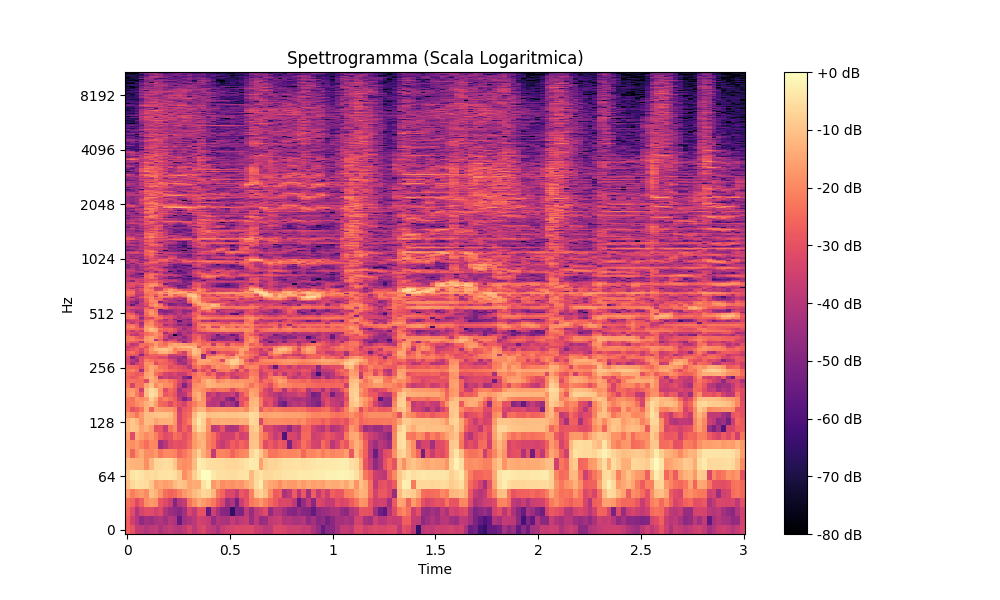 Spettrogramma (Scala Logaritmica)
Hz
8192
4096
2048
1024
512
256
128
64
0
0 0.5 1 1.5 2 2.5 3
Time
+0 dB
-10 dB
-20 dB
-30 dB
-40 dB
-50 dB
-60 dB
-70 dB
-80 dB